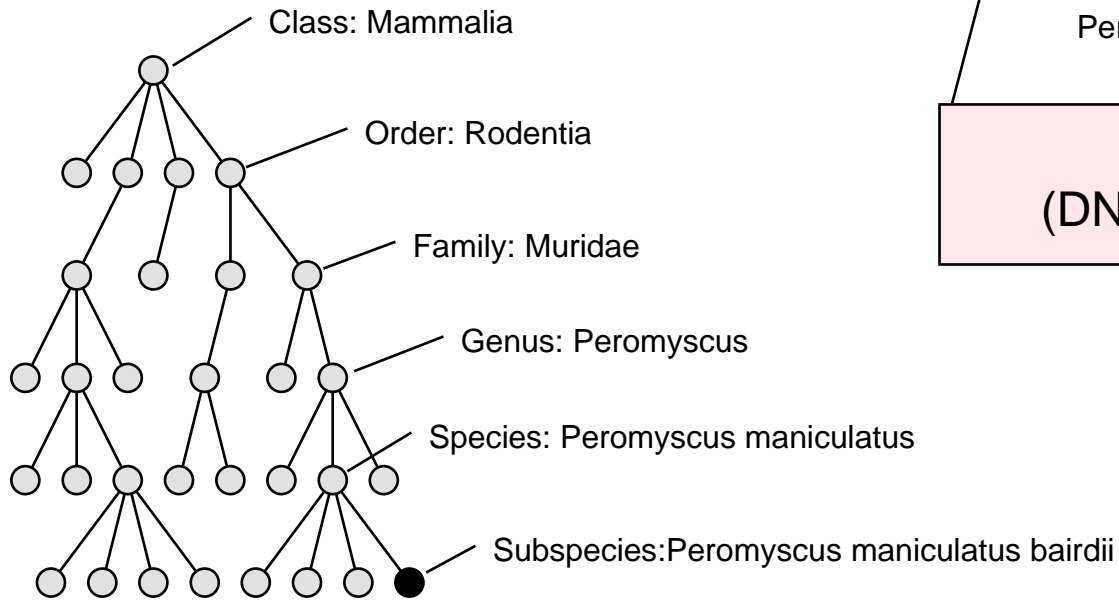 Class: Mammalia
Order: Rodentia
Family: Muridae
Genus: Peromyscus
Species: Peromyscus maniculatus
Subspecies:Peromyscus maniculatus bairdii